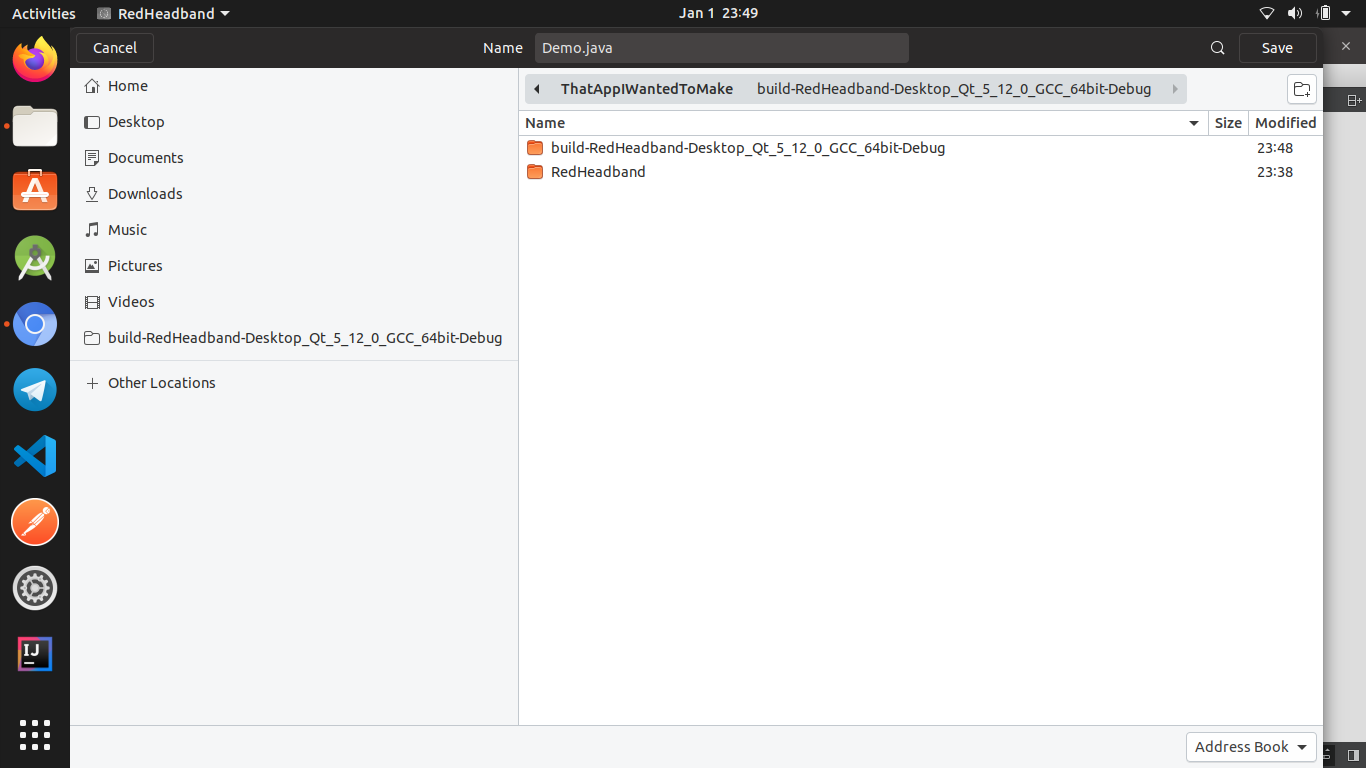 Activities RedHeadband Jan 1 23:49
Cancel Name Demo.java Save
Home
Desktop
Documents
Downloads
Music
Pictures
Videos
build-RedHeadband-Desktop_Qt_5_12_0_GCC_64bit-Debug
Other Locations
ThatAppIWantedToMake build-RedHeadband-Desktop_Qt_5_12_0_GCC_64bit-Debug
Name Size Modified
build-RedHeadband-Desktop_Qt_5_12_0_GCC_64bit-Debug 23:48
RedHeadband 23:38
IJ
Address Book